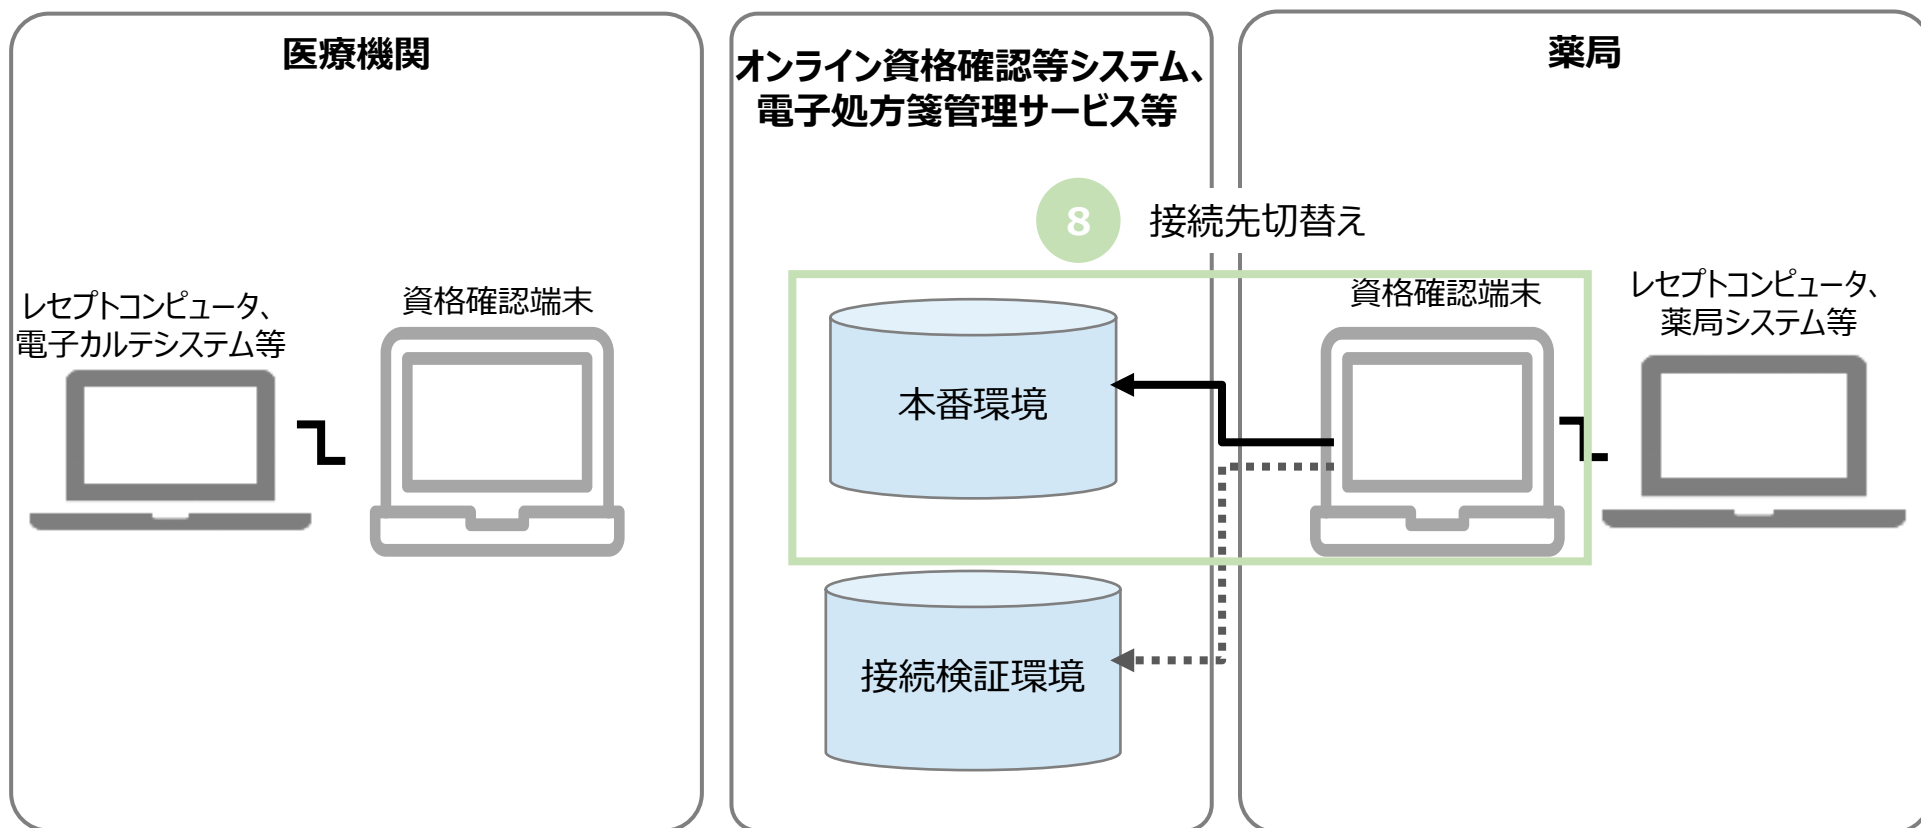 医療機関
オンライン資格確認等システム、
電子処方箋管理サービス等
薬局
8
接続先切替え
レセプトコンピュータ、
電子カルテシステム等
資格確認端末
本番環境
資格確認端末
レセプトコンピュータ、
薬局システム等
接続検証環境